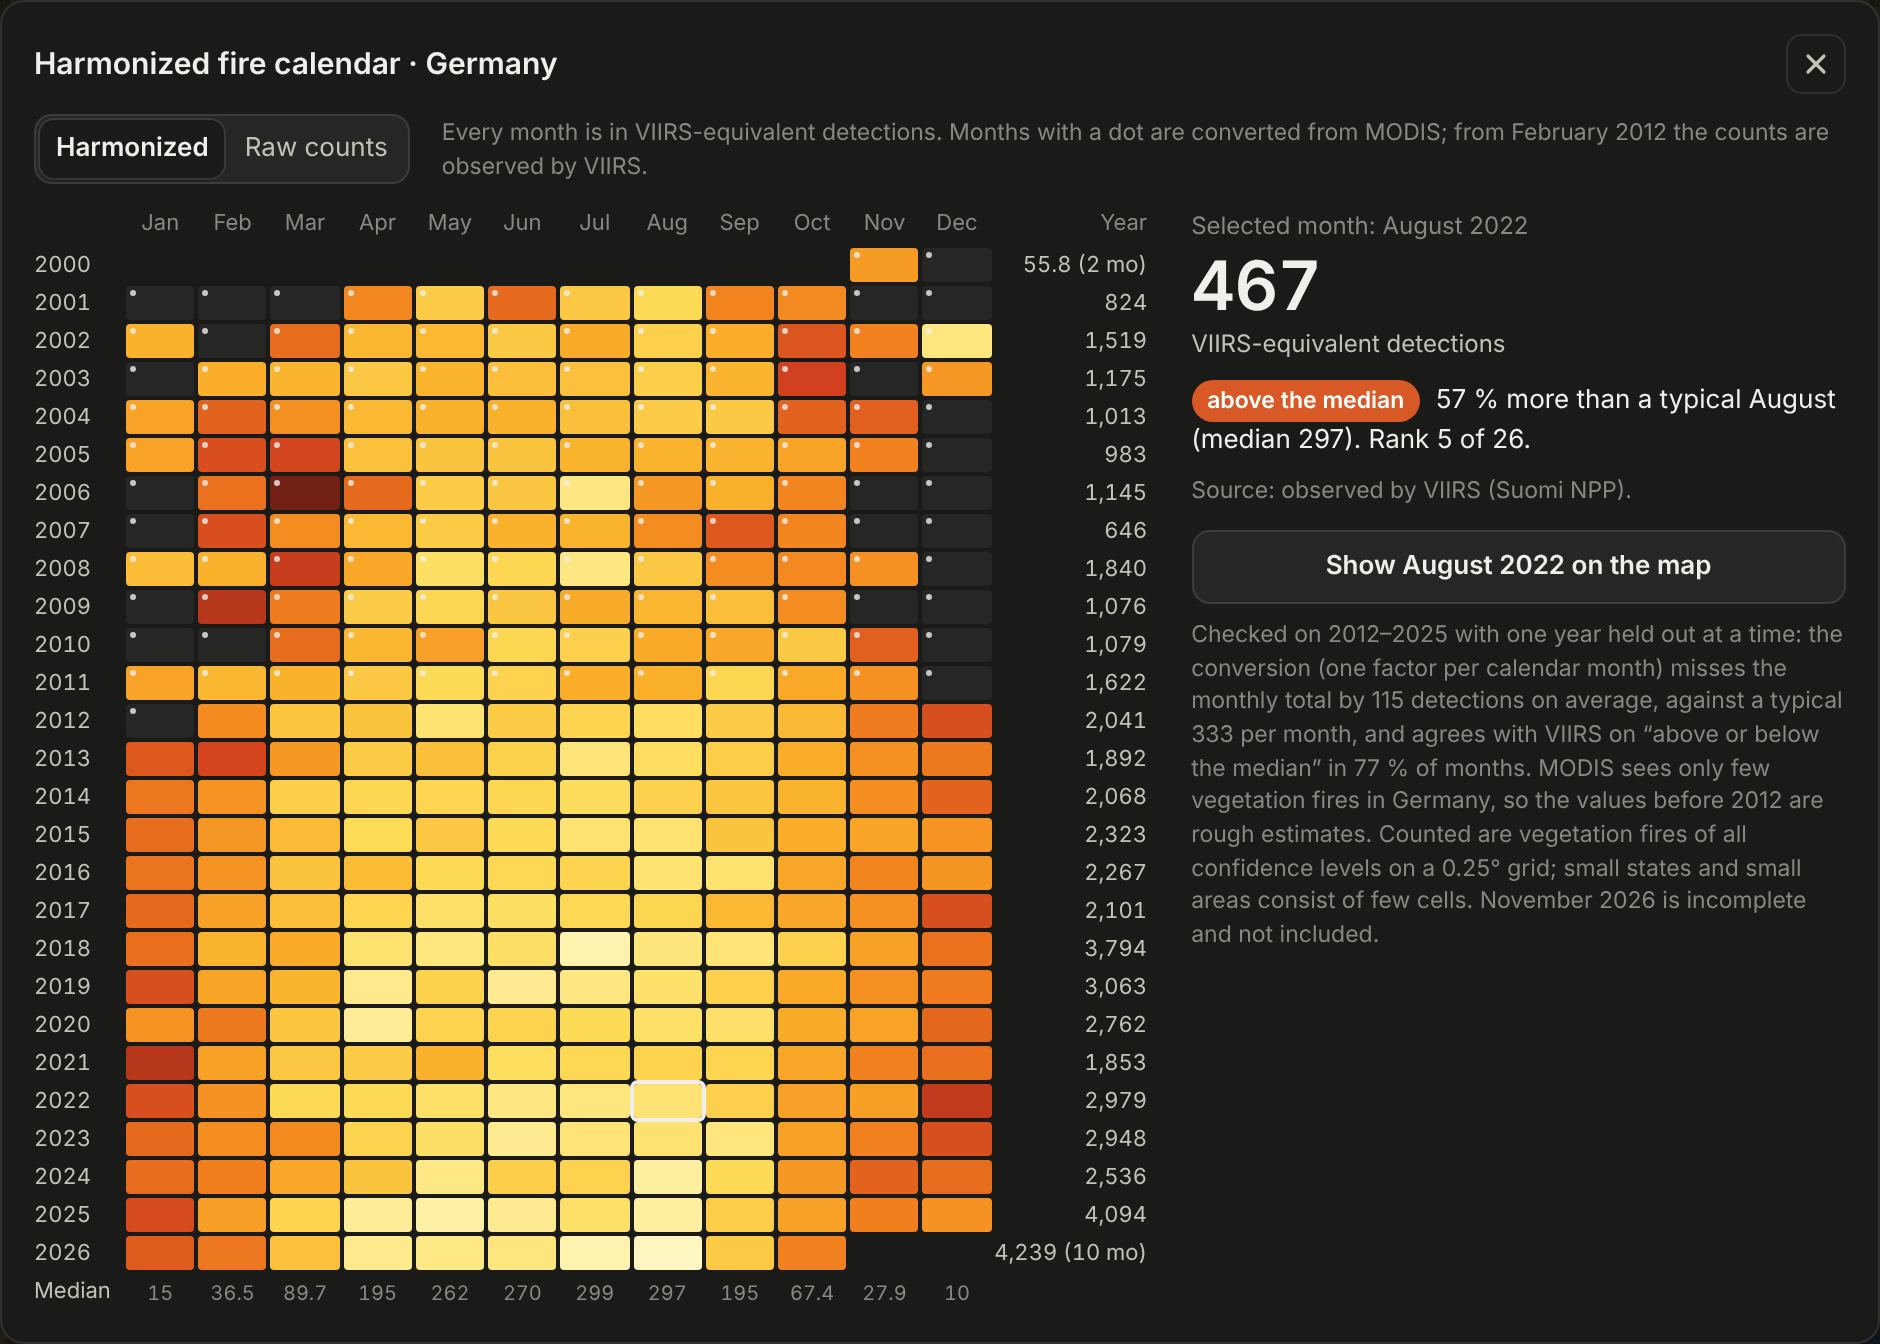 Harmonized fire calendar · Germany
Harmonized Raw counts
Every month is in VIIRS-equivalent detections. Months with a dot are converted from MODIS; from February 2012 the counts are
observed by VIIRS.
Jan Feb Mar Apr May Jun Jul Aug Sep Oct Nov Dec Year
2000 55.8 (2 mo)
2001 824
2002 1,519
2003 1,175
2004 1,013
2005 983
2006 1,145
2007 646
2008 1,840
2009 1,076
2010 1,079
2011 1,622
2012 2,041
2013 1,892
2014 2,068
2015 2,323
2016 2,267
2017 2,101
2018 3,794
2019 3,063
2020 2,762
2021 1,853
2022 2,979
2023 2,948
2024 2,536
2025 4,094
2026 4,239 (10 mo)
Median 15 36.5 89.7 195 262 270 299 297 195 67.4 27.9 10
Selected month: August 2022
467
VIIRS-equivalent detections
above the median 57 % more than a typical August
(median 297). Rank 5 of 26.
Source: observed by VIIRS (Suomi NPP).
Show August 2022 on the map
Checked on 2012–2025 with one year held out at a time: the
conversion (one factor per calendar month) misses the
monthly total by 115 detections on average, against a typical
333 per month, and agrees with VIIRS on “above or below
the median” in 77 % of months. MODIS sees only few
vegetation fires in Germany, so the values before 2012 are
rough estimates. Counted are vegetation fires of all
confidence levels on a 0.25° grid; small states and small
areas consist of few cells. November 2026 is incomplete
and not included.